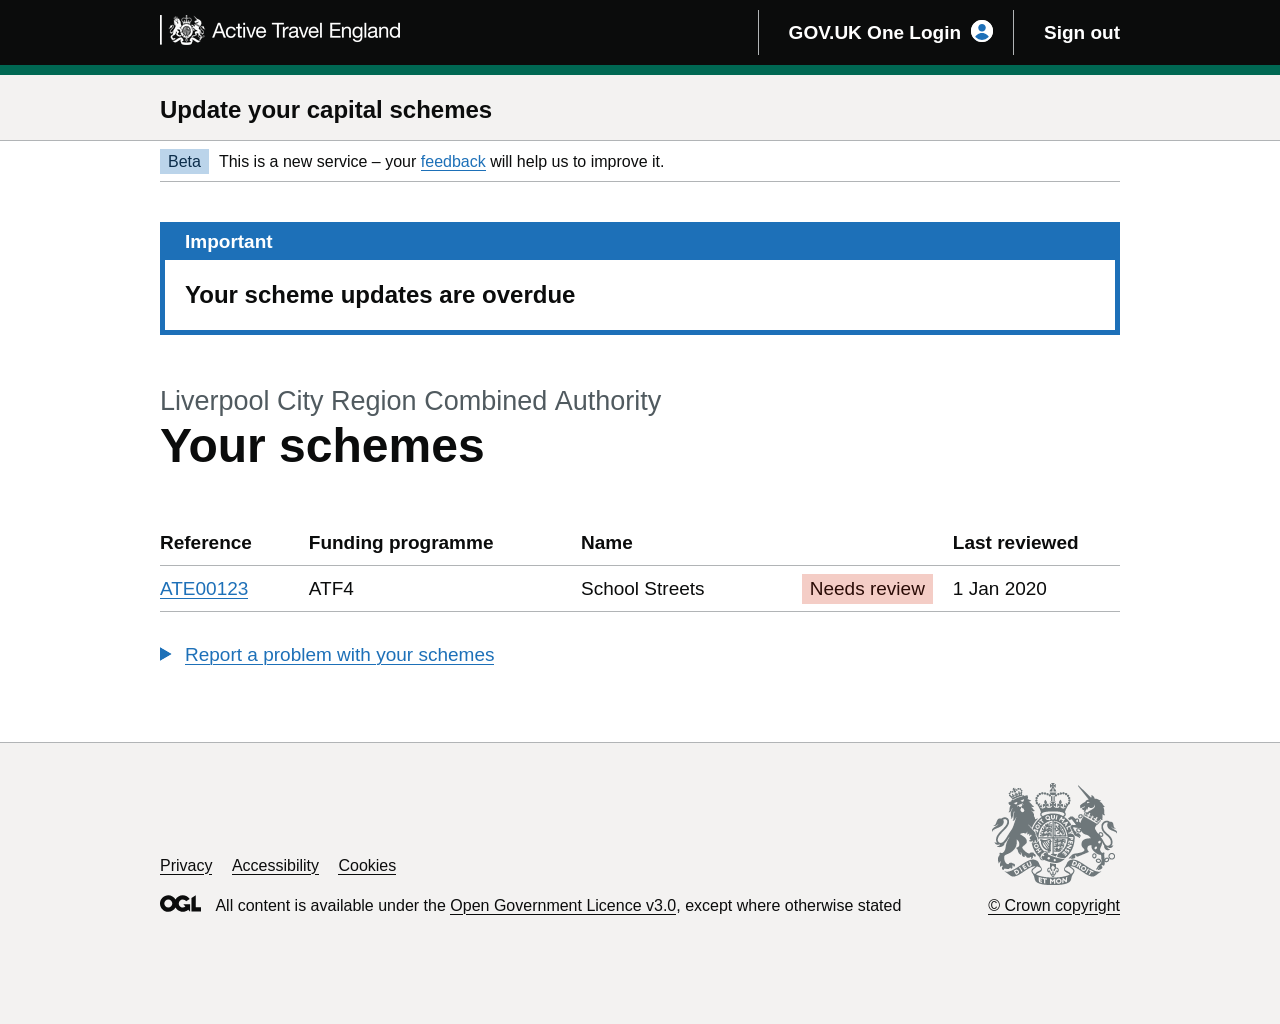 Active Travel England
GOV.UK One Login
Sign out
Update your capital schemes
Beta
This is a new service – your feedback will help us to improve it.
Important
Your scheme updates are overdue
Liverpool City Region Combined Authority
Your schemes
Reference Funding programme Name Last reviewed
ATE00123 ATF4 School Streets Needs review 1 Jan 2020
Report a problem with your schemes
Privacy Accessibility Cookies
OGL All content is available under the Open Government Licence v3.0, except where otherwise stated
© Crown copyright